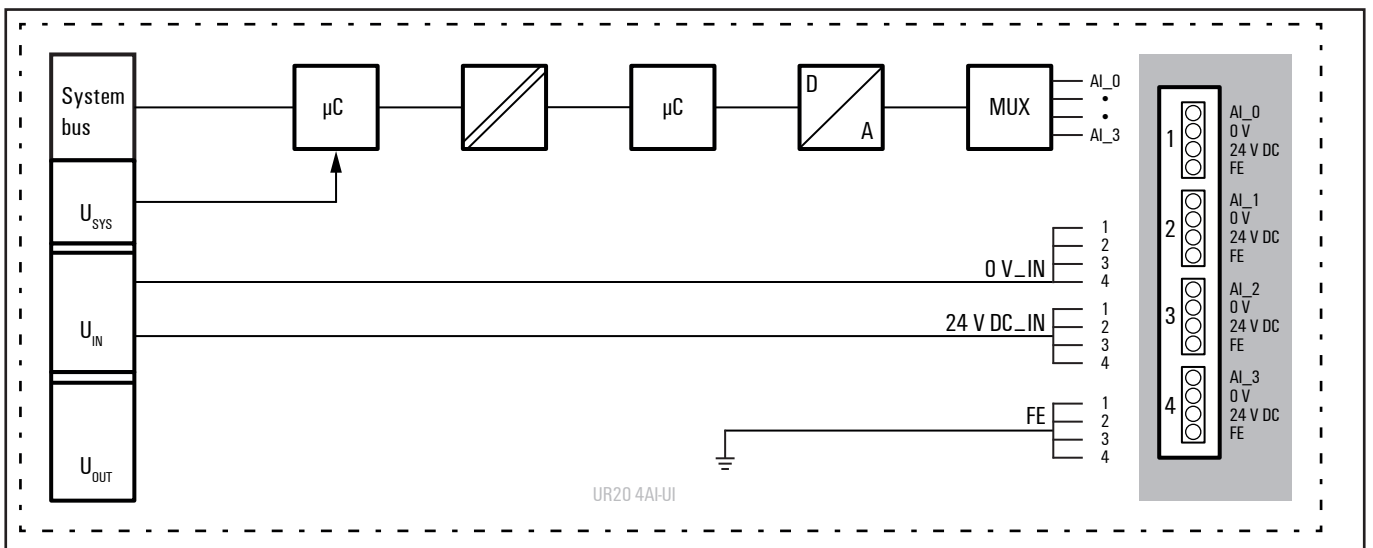 System
bus
µC
µC
D
A
MUX
AI_0
•
•
AI_3
U_SYS
U_IN
U_OUT
0 V_IN
1
2
3
4
24 V DC_IN
1
2
3
4
FE
1
2
3
4
1
AI_0
0 V
24 V DC
FE
2
AI_1
0 V
24 V DC
FE
3
AI_2
0 V
24 V DC
FE
4
AI_3
0 V
24 V DC
FE
UR20 4AI-UI